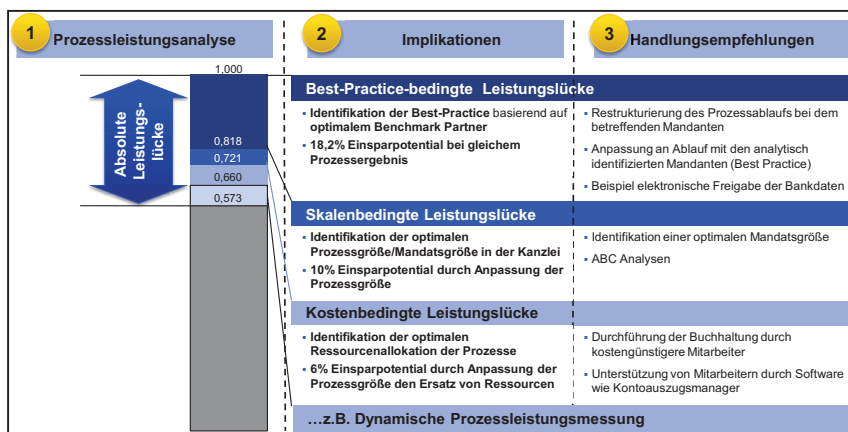 1 Prozessleistungsanalyse
2 Implikationen
3 Handlungsempfehlungen
1,000
0,818
0,721
0,660
0,573
Absolute
Leistungs-
lücke
Best-Practice-bedingte Leistungslücke
▪ Identifikation der Best-Practice basierend auf
optimalem Benchmark Partner
▪ 18,2% Einsparpotential bei gleichem
Prozessergebnis
▪ Restrukturierung des Prozessablaufs bei dem
betreffenden Mandanten
▪ Anpassung an Ablauf mit den analytisch
identifizierten Mandanten (Best Practice)
▪ Beispiel elektronische Freigabe der Bankdaten
Skalenbedingte Leistungslücke
▪ Identifikation der optimalen
Prozessgröße/Mandatsgröße in der Kanzlei
▪ 10% Einsparpotential durch Anpassung der
Prozessgröße
▪ Identifikation einer optimalen Mandatsgröße
▪ ABC Analysen
Kostenbedingte Leistungslücke
▪ Identifikation der optimalen
Ressourcenallokation der Prozesse
▪ 6% Einsparpotential durch Anpassung der
Prozessgröße den Ersatz von Ressourcen
▪ Durchführung der Buchhaltung durch
kostengünstigere Mitarbeiter
▪ Unterstützung von Mitarbeitern durch Software
wie Kontoauszugsmanager
...z.B. Dynamische Prozessleistungsmessung